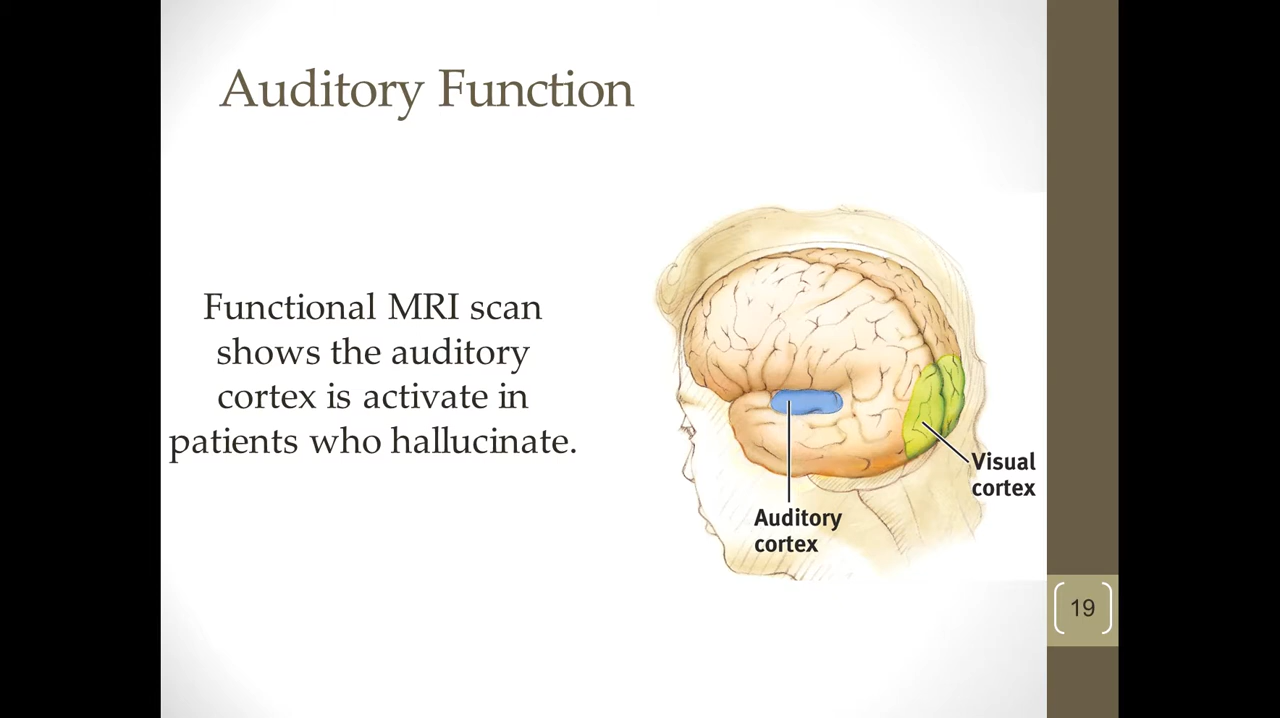 Auditory Function
Functional MRI scan
shows the auditory
cortex is activate in
patients who hallucinate.
Visual
cortex
Auditory
cortex
19